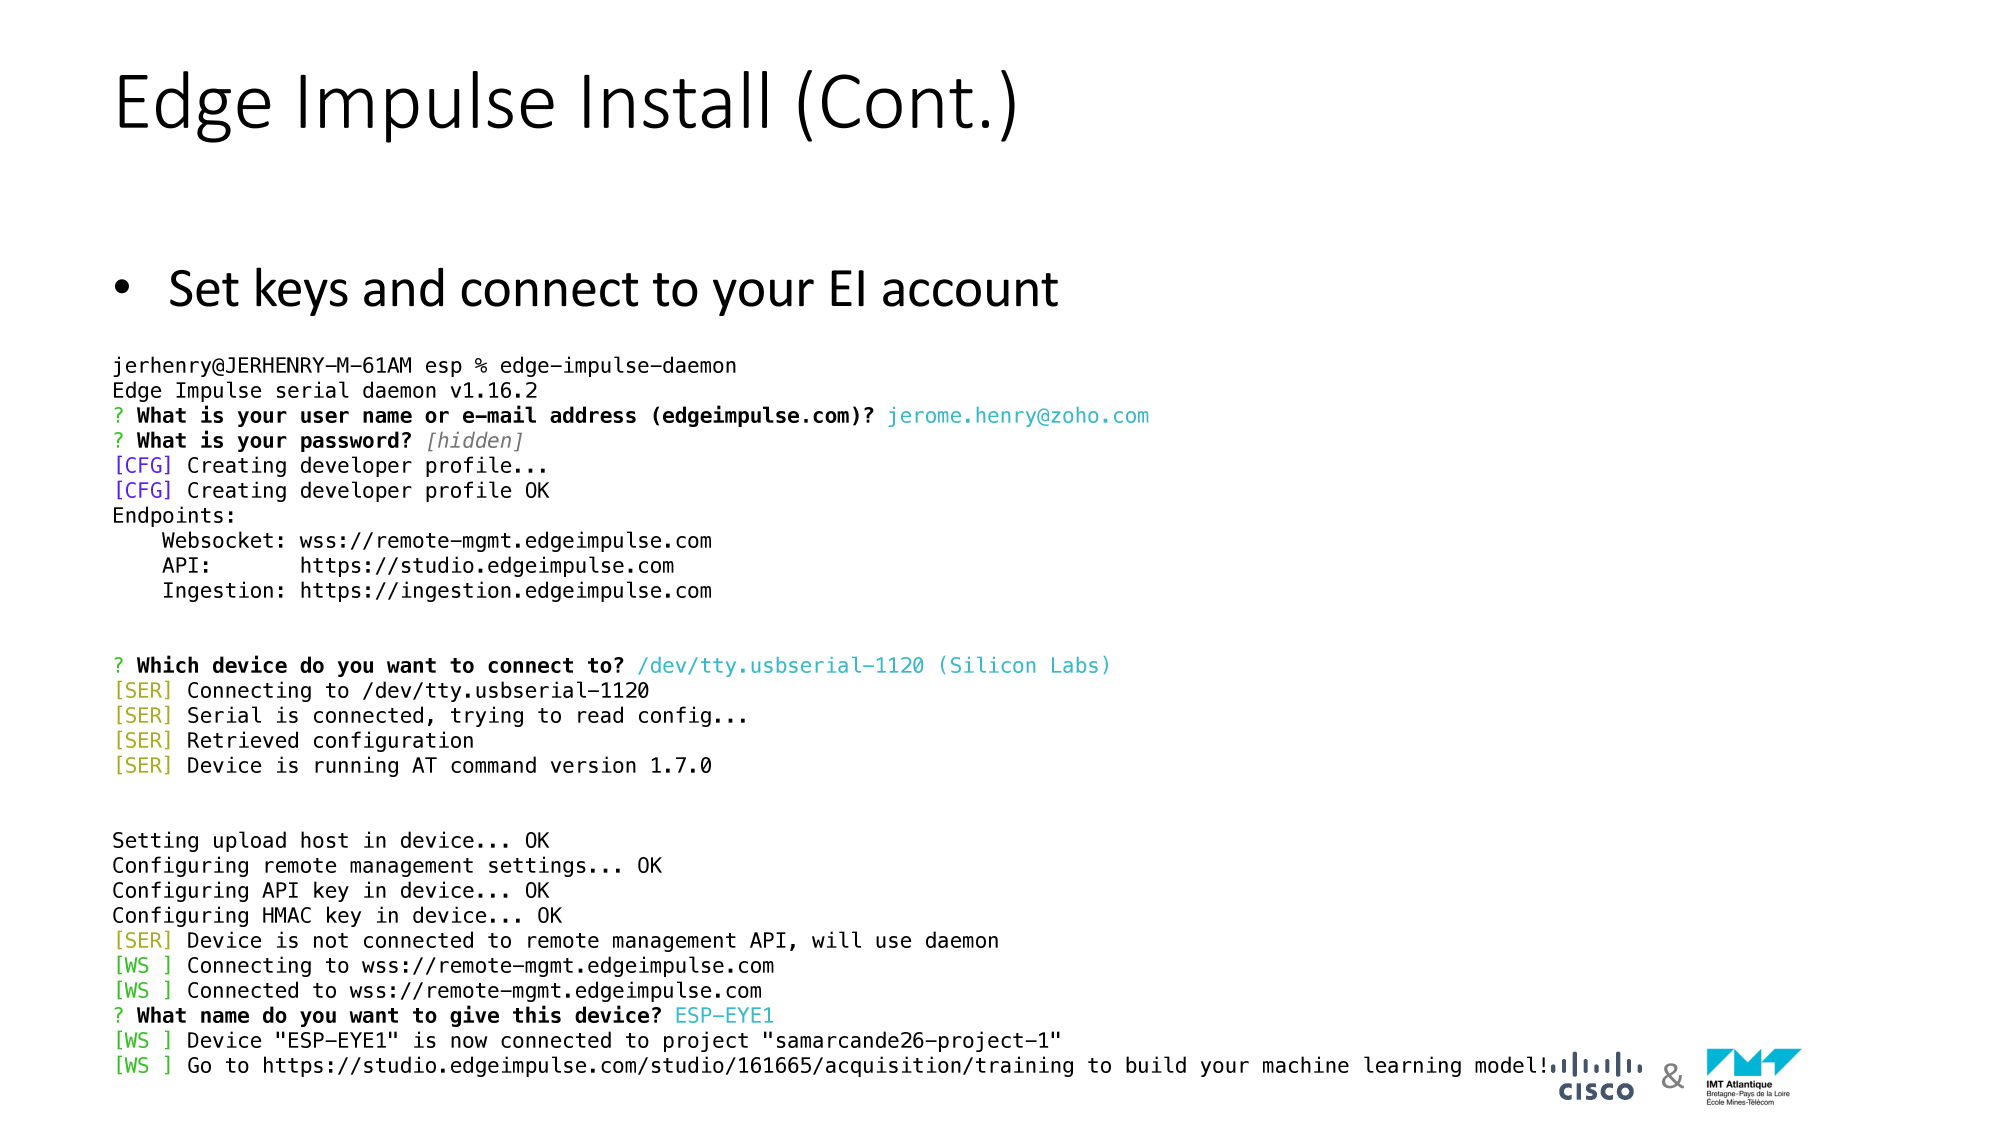 Edge Impulse Install (Cont.)
• Set keys and connect to your EI account
jerhenry@JERHENRY-M-61AM esp % edge-impulse-daemon
Edge Impulse serial daemon v1.16.2
? What is your user name or e-mail address (edgeimpulse.com)? jerome.henry@zoho.com
? What is your password? [hidden]
[CFG] Creating developer profile...
[CFG] Creating developer profile OK
Endpoints:
    Websocket: wss://remote-mgmt.edgeimpulse.com
    API:       https://studio.edgeimpulse.com
    Ingestion: https://ingestion.edgeimpulse.com
? Which device do you want to connect to? /dev/tty.usbserial-1120 (Silicon Labs)
[SER] Connecting to /dev/tty.usbserial-1120
[SER] Serial is connected, trying to read config...
[SER] Retrieved configuration
[SER] Device is running AT command version 1.7.0
Setting upload host in device... OK
Configuring remote management settings... OK
Configuring API key in device... OK
Configuring HMAC key in device... OK
[SER] Device is not connected to remote management API, will use daemon
[WS ] Connecting to wss://remote-mgmt.edgeimpulse.com
[WS ] Connected to wss://remote-mgmt.edgeimpulse.com
? What name do you want to give this device? ESP-EYE1
[WS ] Device "ESP-EYE1" is now connected to project "samarcande26-project-1"
[WS ] Go to https://studio.edgeimpulse.com/studio/161665/acquisition/training to build your machine learning model!
CISCO
&
IMT Atlantique
Bretagne-Pays de la Loire
École Mines-Télécom